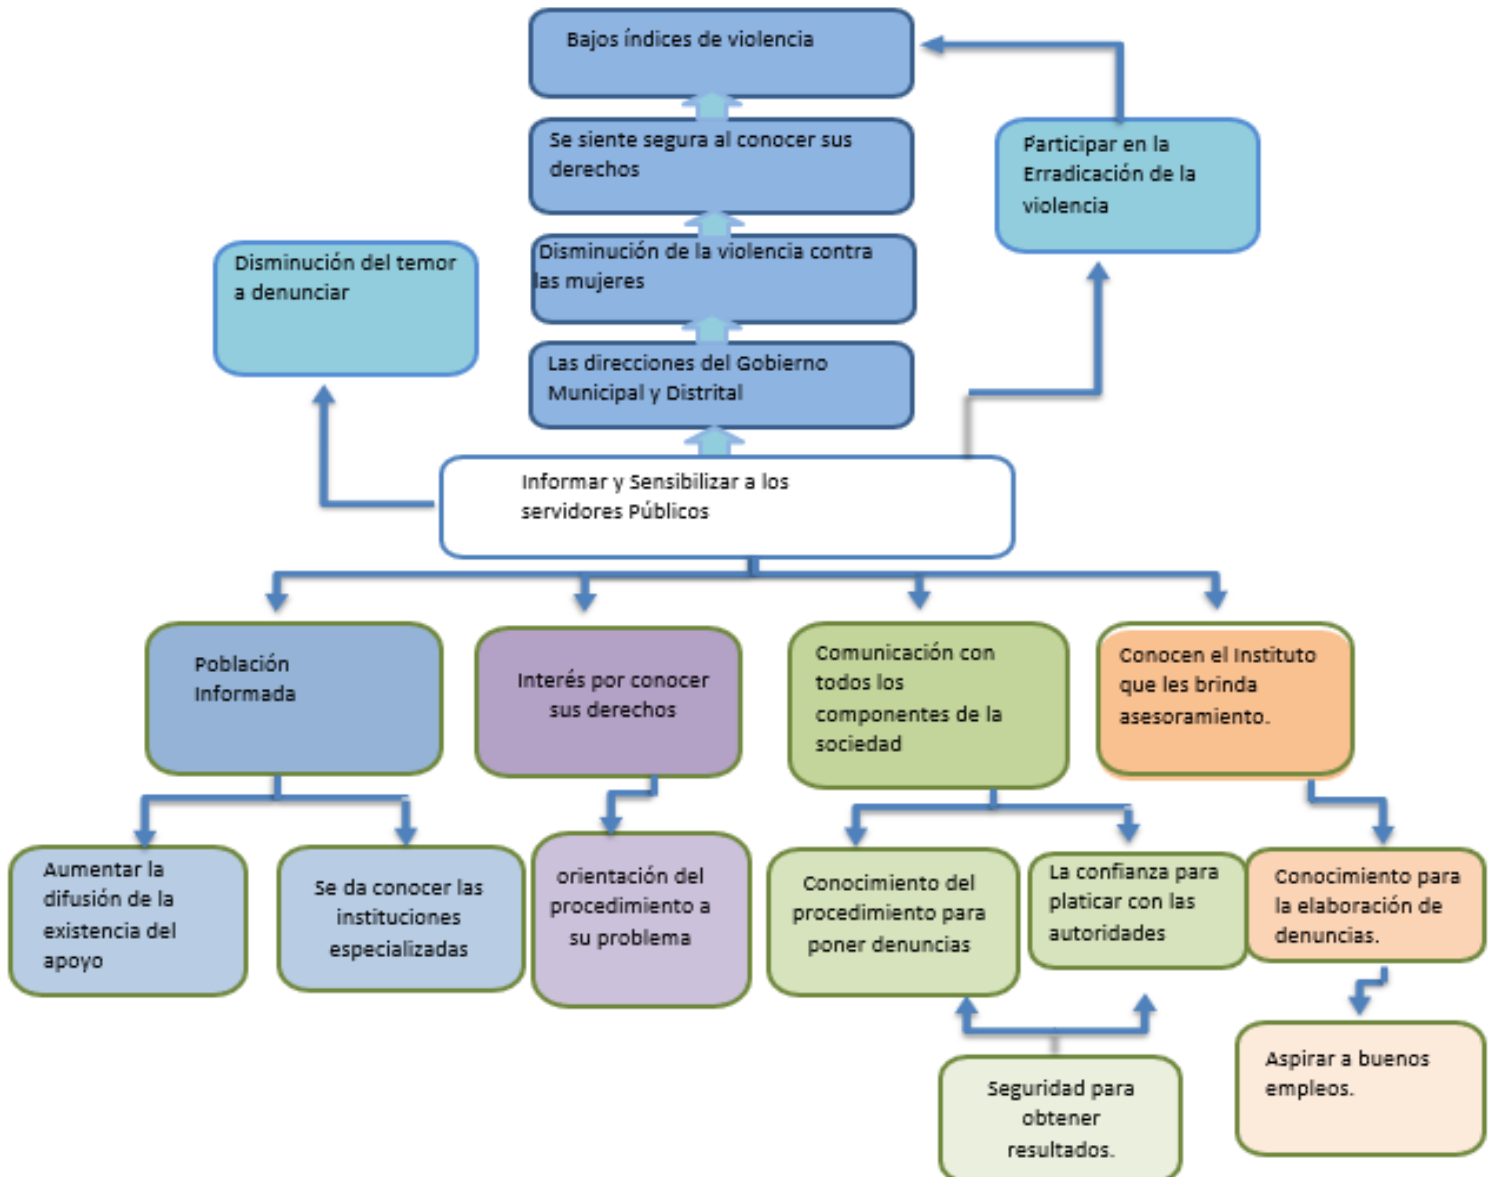 Bajos índices de violencia
Se siente segura al conocer sus
derechos
Participar en la
Erradicación de la
violencia
Disminución de la violencia contra
las mujeres
Disminución del temor
a denunciar
Las direcciones del Gobierno
Municipal y Distrital
Informar y Sensibilizar a los
servidores Públicos
Población
Informada
Interés por conocer
sus derechos
Comunicación con
todos los
componentes de la
sociedad
Conocen el Instituto
que les brinda
asesoramiento.
Aumentar la
difusión de la
existencia del
apoyo
Se da conocer las
instituciones
especializadas
orientación del
procedimiento a
su problema
Conocimiento del
procedimiento para
poner denuncias
La confianza para
platicar con las
autoridades
Conocimiento para
la elaboración de
denuncias.
Seguridad para
obtener
resultados.
Aspirar a buenos
empleos.